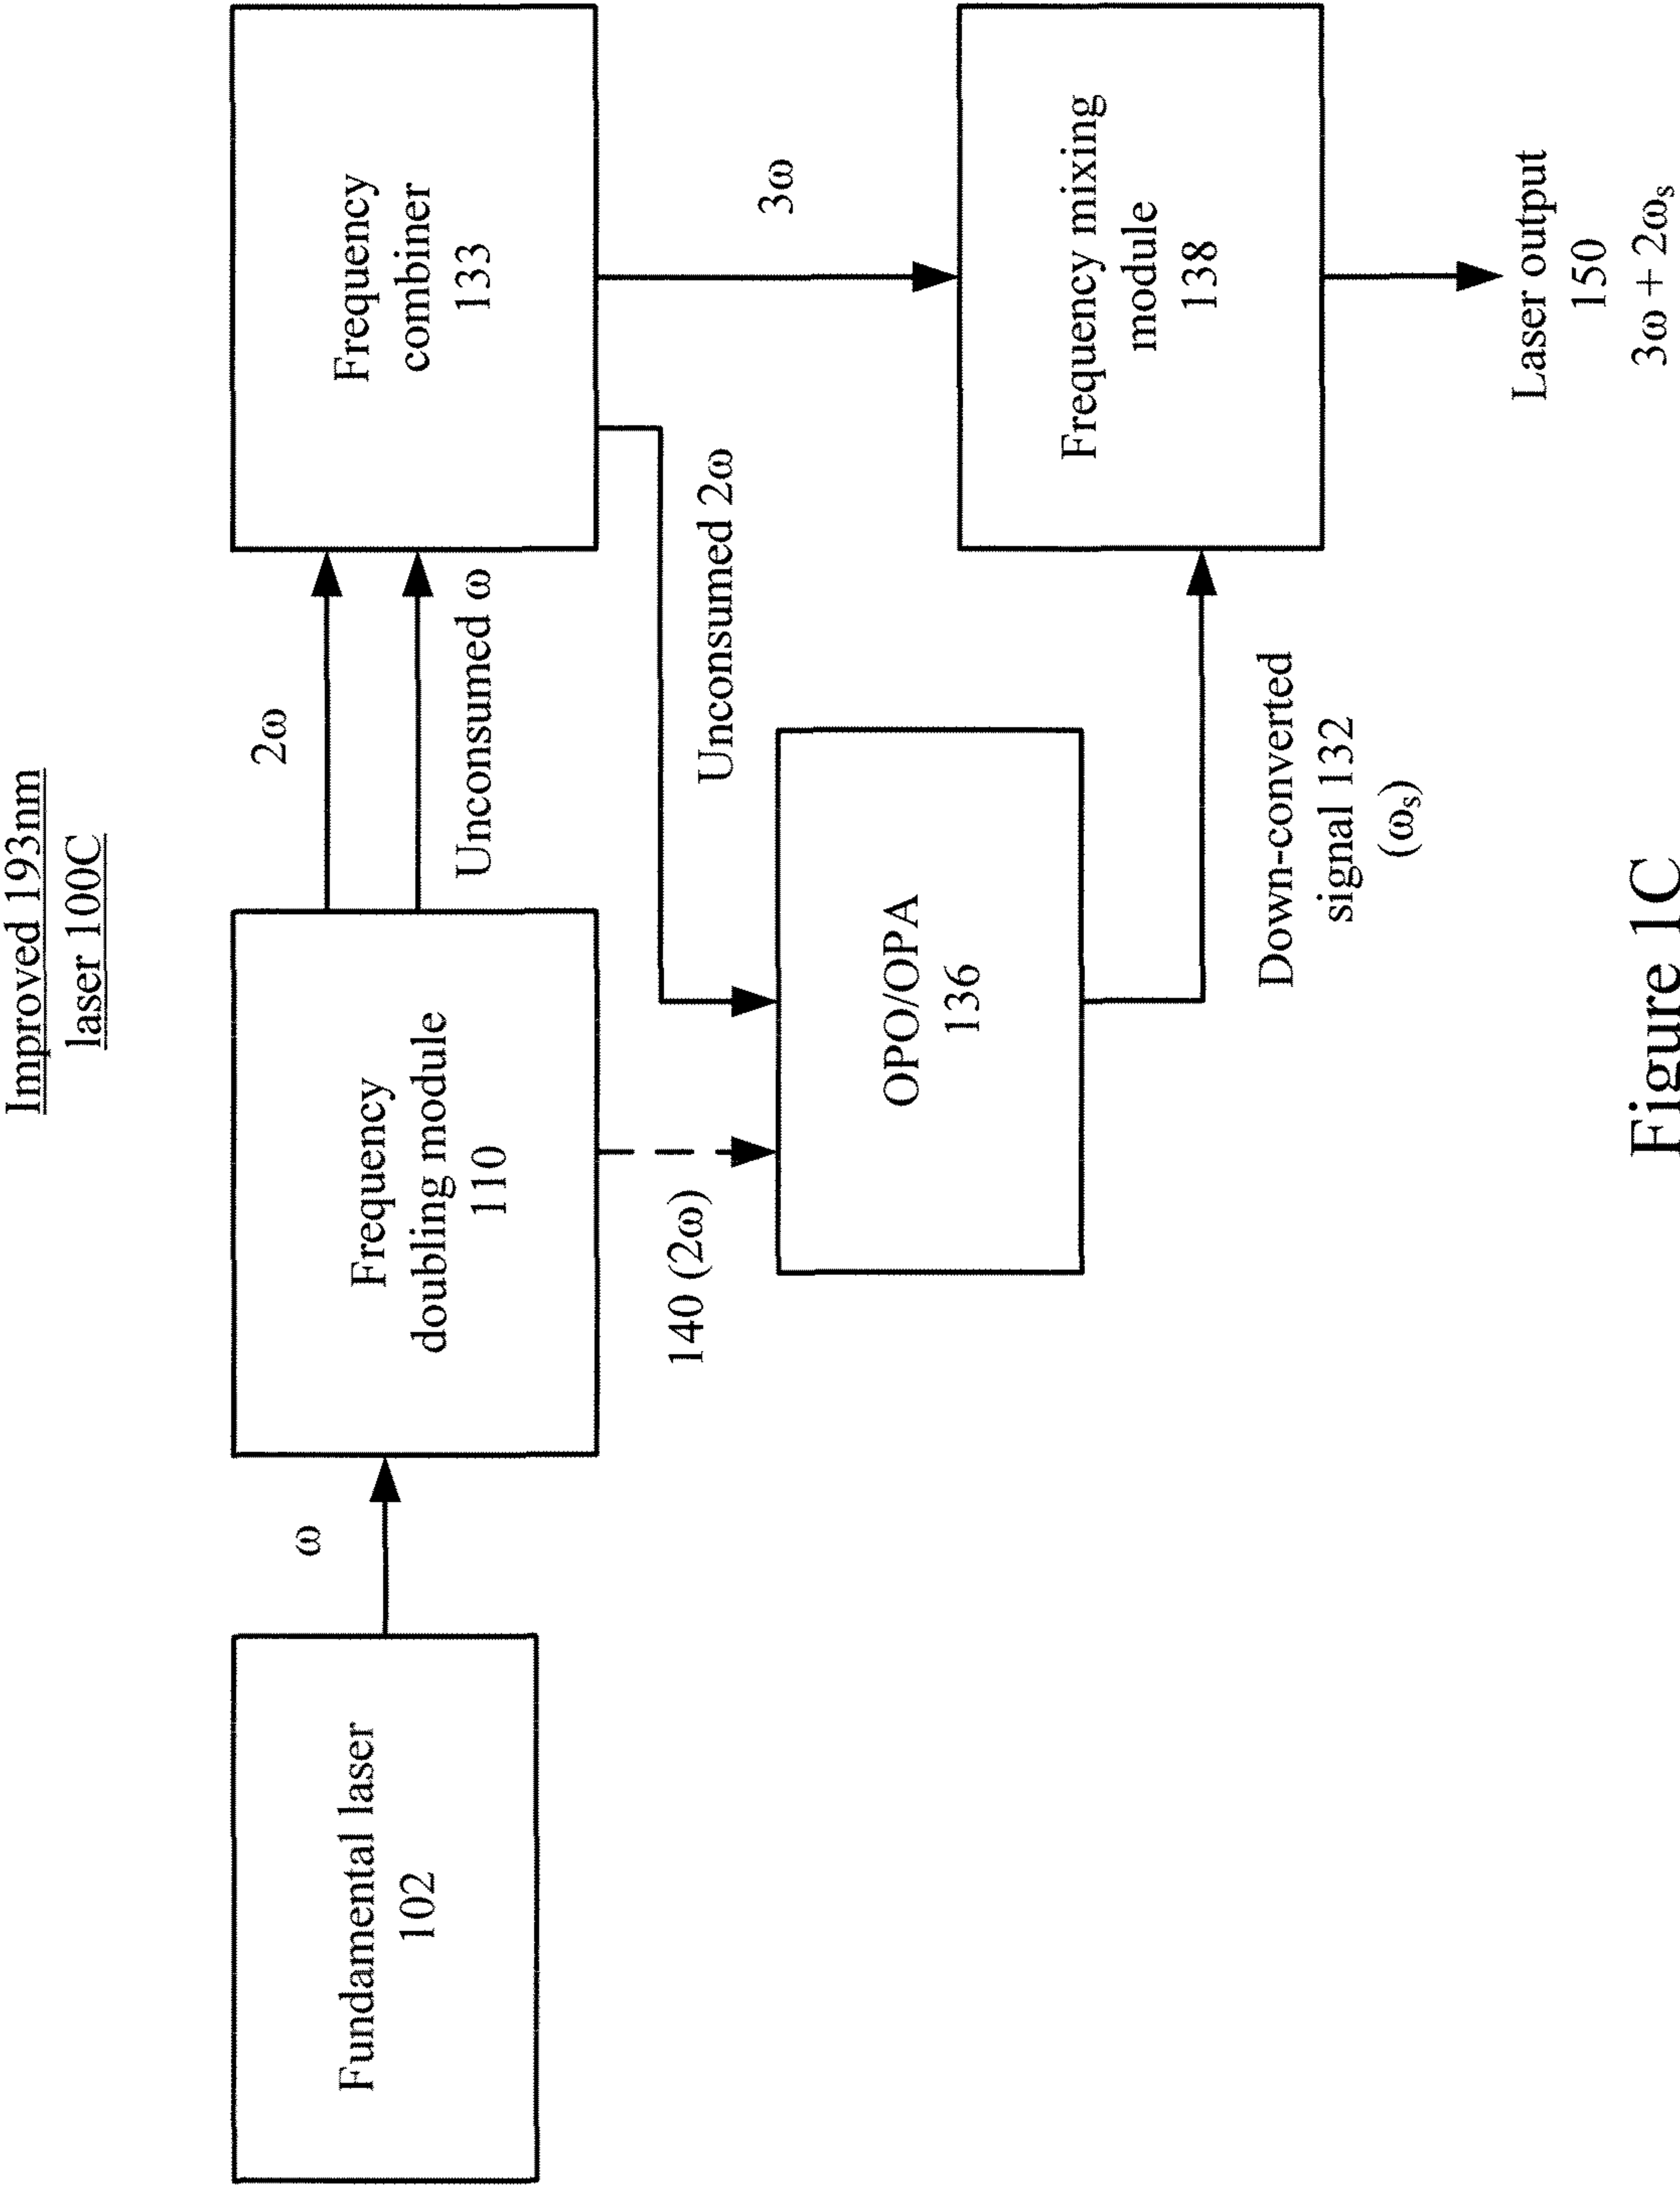 Improved 193nm
laser 100C
Fundamental laser
102
ω
Frequency
doubling module
110
2ω
Unconsumed ω
Frequency
combiner
133
140 (2ω)
Unconsumed 2ω
3ω
OPO/OPA
136
Down-converted
signal 132
(ωs)
Frequency mixing
module
138
Laser output
150
3ω + 2ωs
Figure 1C